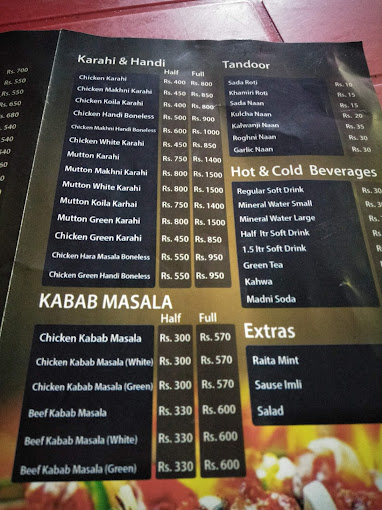 Rs. 700
Rs. 550
Karahi & Handi Half Full
Chicken Karahi Rs. 400 Rs. 800
Chicken Makhni Karahi Rs. 450 Rs. 850
Chicken Koila Karahi Rs. 400 Rs. 800
Chicken Handi Boneless Rs. 500 Rs. 900
Chicken Makhni Handi Boneless Rs. 600 Rs. 1000
Chicken White Karahi Rs. 450 Rs. 850
Mutton Karahi Rs. 750 Rs. 1400
Mutton Makhni Karahi Rs. 800 Rs. 1500
Mutton White Karahi Rs. 800 Rs. 1500
Mutton Koila Karhai Rs. 750 Rs. 1400
Mutton Green Karahi Rs. 800 Rs. 1500
Chicken Green Karahi Rs. 450 Rs. 850
Chicken Hara Masala Boneless Rs. 550 Rs. 950
Chicken Green Handi Boneless Rs. 550 Rs. 950
KABAB MASALA
Half Full
Chicken Kabab Masala Rs. 300 Rs. 570
Chicken Kabab Masala (White) Rs. 300 Rs. 570
Chicken Kabab Masala (Green) Rs. 300 Rs. 570
Beef Kabab Masala Rs. 330 Rs. 600
Beef Kabab Masala (White) Rs. 330 Rs. 600
Beef Kabab Masala (Green) Rs. 330 Rs. 600
Tandoor
Sada Roti Rs. 10
Khamin Roti Rs. 15
Sada Naan Rs. 15
Kulcha Naan Rs. 20
Kalwanji Naan Rs. 35
Roghni Naan Rs. 30
Garlic Naan Rs. 30
Hot & Cold Beverages
Regular Soft Drink
Mineral Water Small
Mineral Water Large
Half ltr Soft Drink
1.5 ltr Soft Drink
Green Tea
Kahwa
Madni Soda
Extras
Raita Mint
Sause Imli
Salad